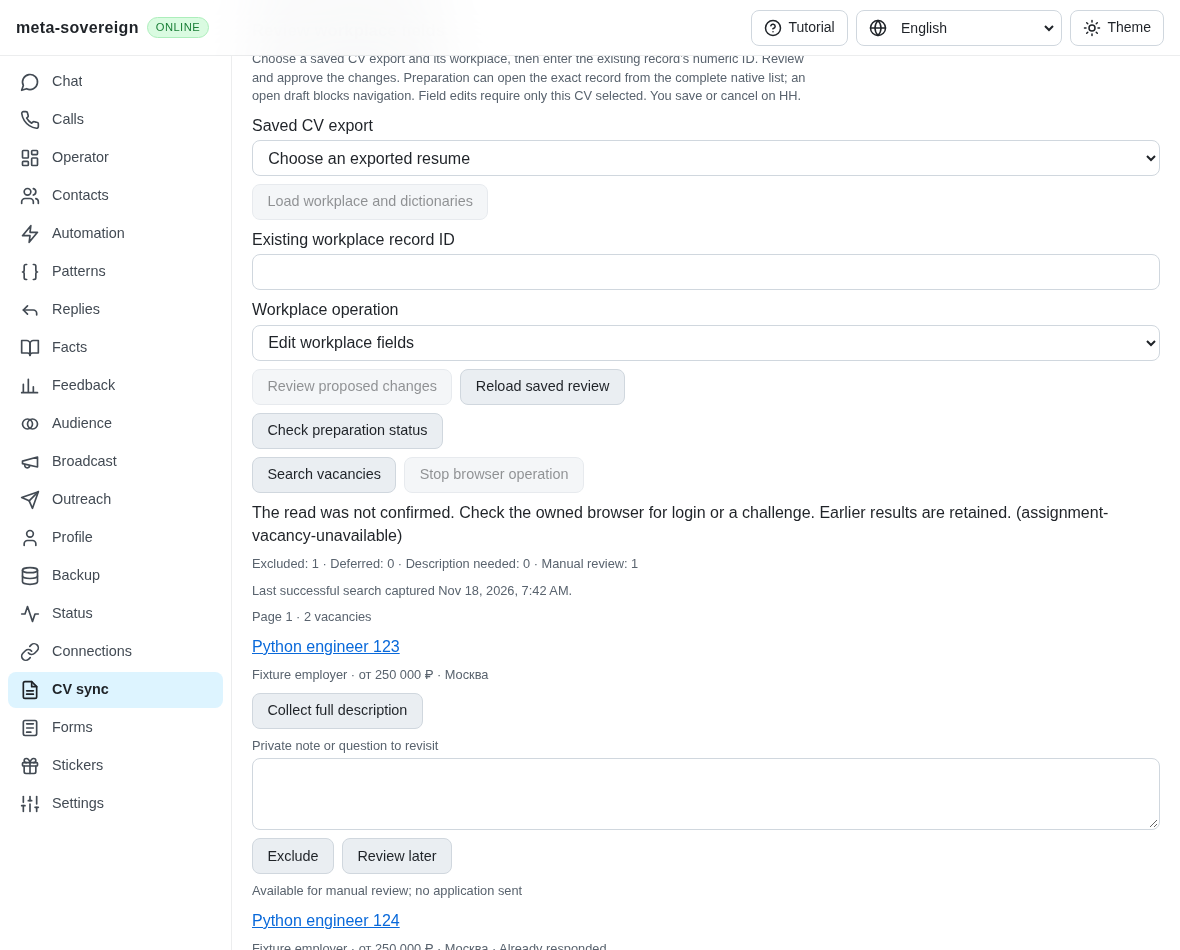 meta-sovereign
ONLINE
Tutorial
English
Theme
Chat
Calls
Operator
Contacts
Automation
Patterns
Replies
Facts
Feedback
Audience
Broadcast
Outreach
Profile
Backup
Status
Connections
CV sync
Forms
Stickers
Settings
Choose a saved CV export and its workplace, then enter the existing record's numeric ID. Review
and approve the changes. Preparation can open the exact record from the complete native list; an
open draft blocks navigation. Field edits require only this CV selected. You save or cancel on HH.
Saved CV export
Choose an exported resume
Load workplace and dictionaries
Existing workplace record ID
Workplace operation
Edit workplace fields
Review proposed changes
Reload saved review
Check preparation status
Search vacancies
Stop browser operation
The read was not confirmed. Check the owned browser for login or a challenge. Earlier results are retained. (assignment-
vacancy-unavailable)
Excluded: 1 · Deferred: 0 · Description needed: 0 · Manual review: 1
Last successful search captured Nov 18, 2026, 7:42 AM.
Page 1 · 2 vacancies
Python engineer 123
Fixture employer · от 250 000 ₽ · Москва
Collect full description
Private note or question to revisit
Exclude
Review later
Available for manual review; no application sent
Python engineer 124
Fixture employer · от 250 000 ₽ · Москва · Already responded